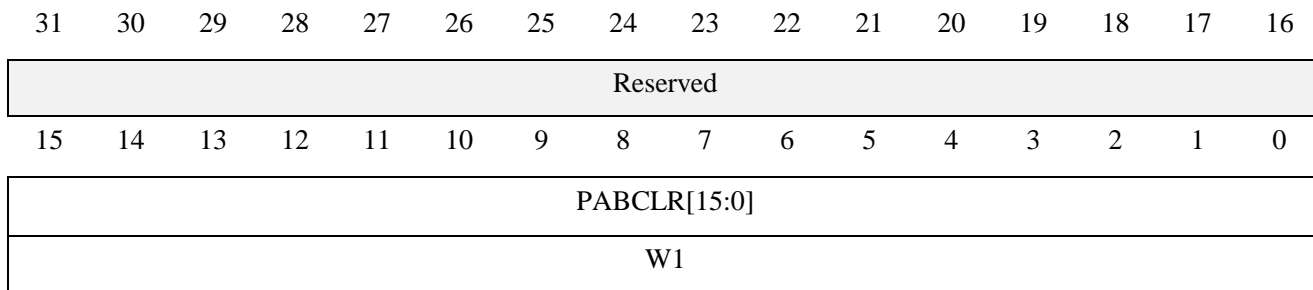 31 30 29 28 27 26 25 24 23 22 21 20 19 18 17 16
Reserved
15 14 13 12 11 10 9 8 7 6 5 4 3 2 1 0
PABCLR[15:0]
W1